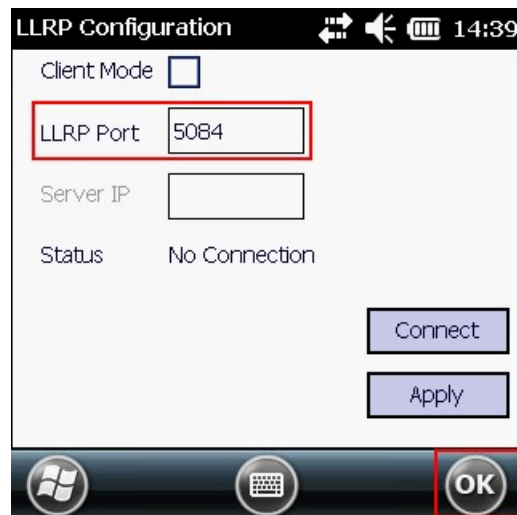 LLRP Configuration 14:39
Client Mode
LLRP Port 5084
Server IP
Status No Connection
Connect
Apply
OK